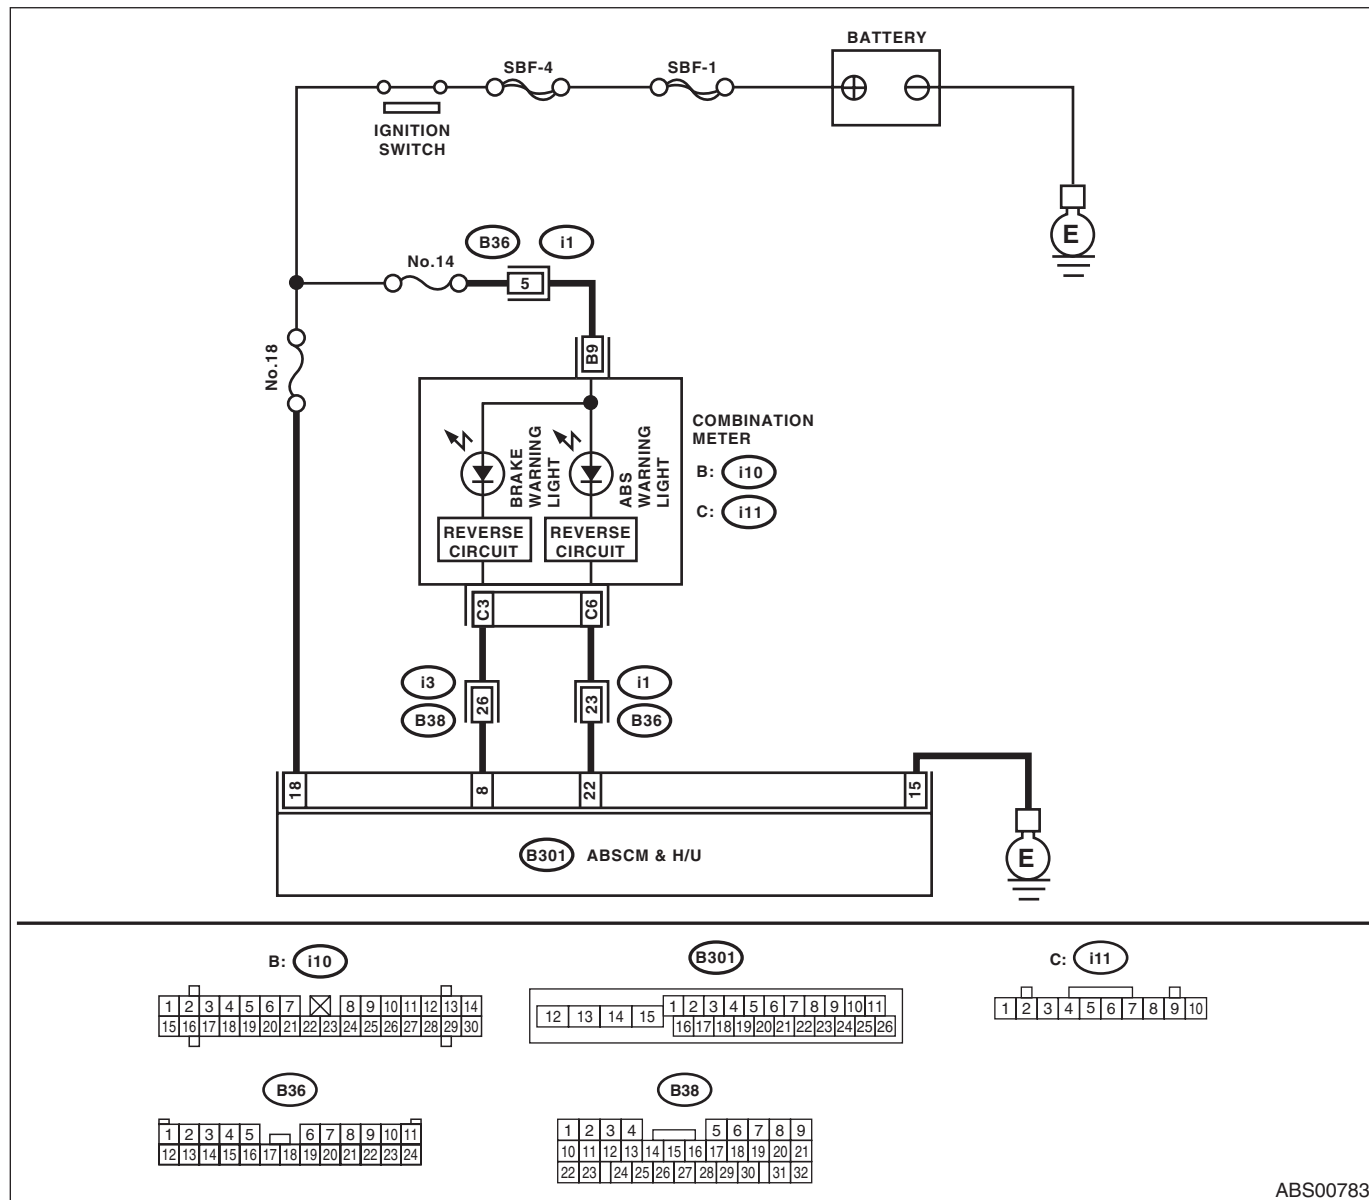 BATTERY
SBF-4
SBF-1
IGNITION
SWITCH
E
B36
i1
No.14
5
No.18
B9
BRAKE
WARNING
LIGHT
ABS
WARNING
LIGHT
REVERSE
CIRCUIT
REVERSE
CIRCUIT
COMBINATION
METER
B: i10
C: i11
C3
C6
i3
B38
26
23
i1
B36
18
8
22
15
E
B301 ABSCM & H/U
B: i10
1 2 3 4 5 6 7 8 9 10 11 12 13 14
15 16 17 18 19 20 21 22 23 24 25 26 27 28 29 30
B301
1 2 3 4 5 6 7 8 9 10 11
12 13 14 15
16 17 18 19 20 21 22 23 24 25 26
C: i11
1 2 3 4 5 6 7 8 9 10
B36
1 2 3 4 5 6 7 8 9 10 11
12 13 14 15 16 17 18 19 20 21 22 23 24
B38
1 2 3 4 5 6 7 8 9
10 11 12 13 14 15 16 17 18 19 20 21
22 23 24 25 26 27 28 29 30 31 32
ABS00783